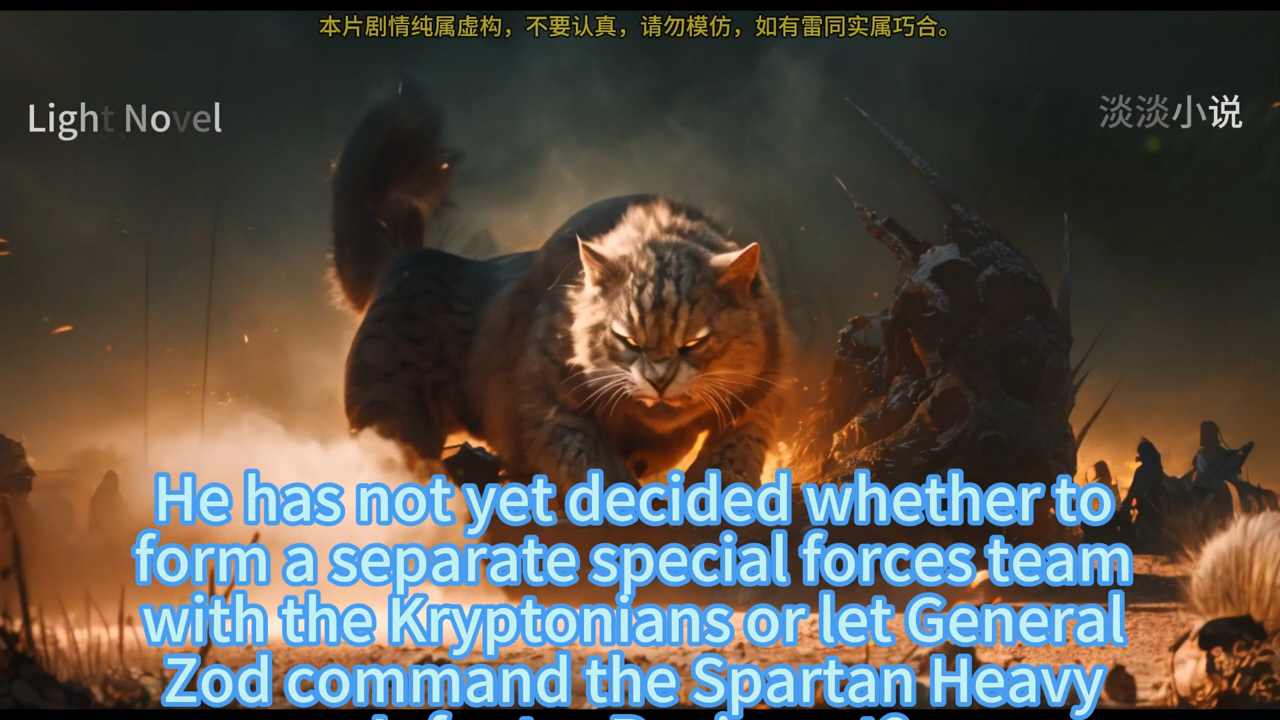 本片剧情纯属虚构，不要认真，请勿模仿，如有雷同实属巧合。
Light Novel
淡淡小说
He has not yet decided whether to
form a separate special forces team
with the Kryptonians or let General
Zod command the Spartan Heavy